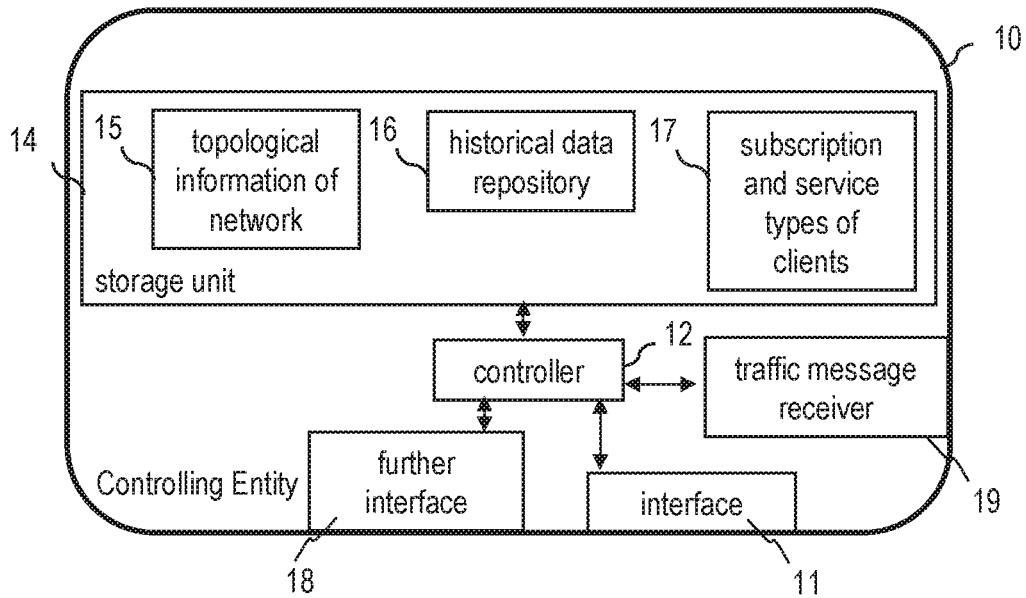 10
14
15
topological
information of
network
16
historical data
repository
17
subscription
and service
types of
clients
storage unit
12
controller
traffic message
receiver
19
Controlling Entity
further
interface
18
interface
11